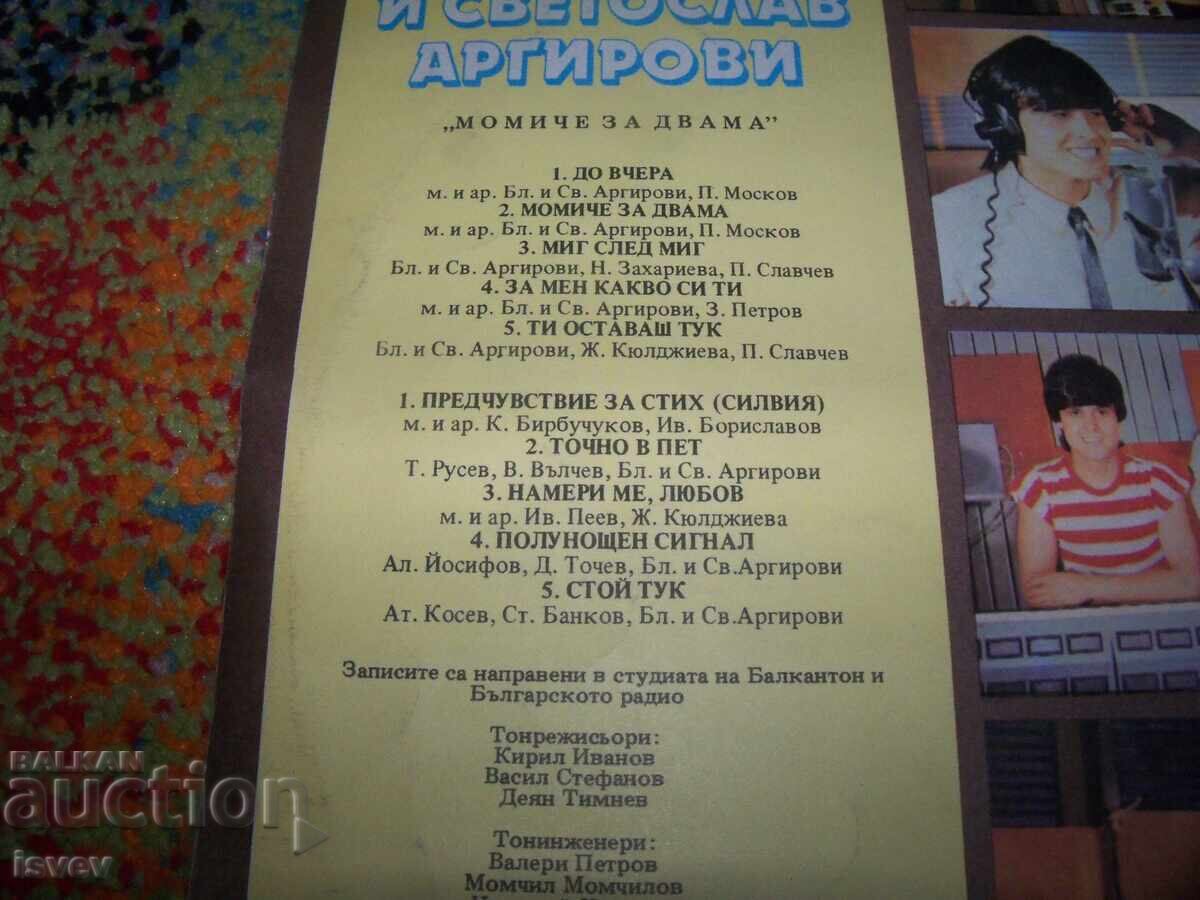 И СВЕТОСЛАВ
АРГИРОВИ
„МОМИЧЕ ЗА ДВАМА”
1. ДО ВЧЕРА
м. и ар. Бл. и Св. Аргирови, П. Москов
2. МОМИЧЕ ЗА ДВАМА
м. и ар. Бл. и Св. Аргирови, П. Москов
3. МИГ СЛЕД МИГ
Бл. и Св. Аргирови, Н. Захариева, П. Славчев
4. ЗА МЕН КАКВО СИ ТИ
м. и ар. Бл. и Св. Аргирови, З. Петров
5. ТИ ОСТАВАШ ТУК
Бл. и Св. Аргирови, Ж. Кюлджиева, П. Славчев
1. ПРЕДЧУВСТВИЕ ЗА СТИХ (СИЛВИЯ)
м. и ар. К. Бирбучуков, Ив. Бориславов
2. ТОЧНО В ПЕТ
Т. Русев, В. Вълчев, Бл. и Св. Аргирови
3. НАМЕРИ МЕ, ЛЮБОВ
м. и ар. Ив. Пеев, Ж. Кюлджиева
4. ПОЛУНОЩЕН СИГНАЛ
Ал. Йосифов, Д. Точев, Бл. и Св.Аргирови
5. СТОЙ ТУК
Ат. Косев, Ст. Банков, Бл. и Св.Аргирови
Записите са направени в студиата на Балкантон и
Българското радио
Тонрежисьори:
Кирил Иванов
Васил Стефанов
Деян Тимнев
Тонинженери:
Валери Петров
Момчил Момчилов
BALKAN
auction
isvev